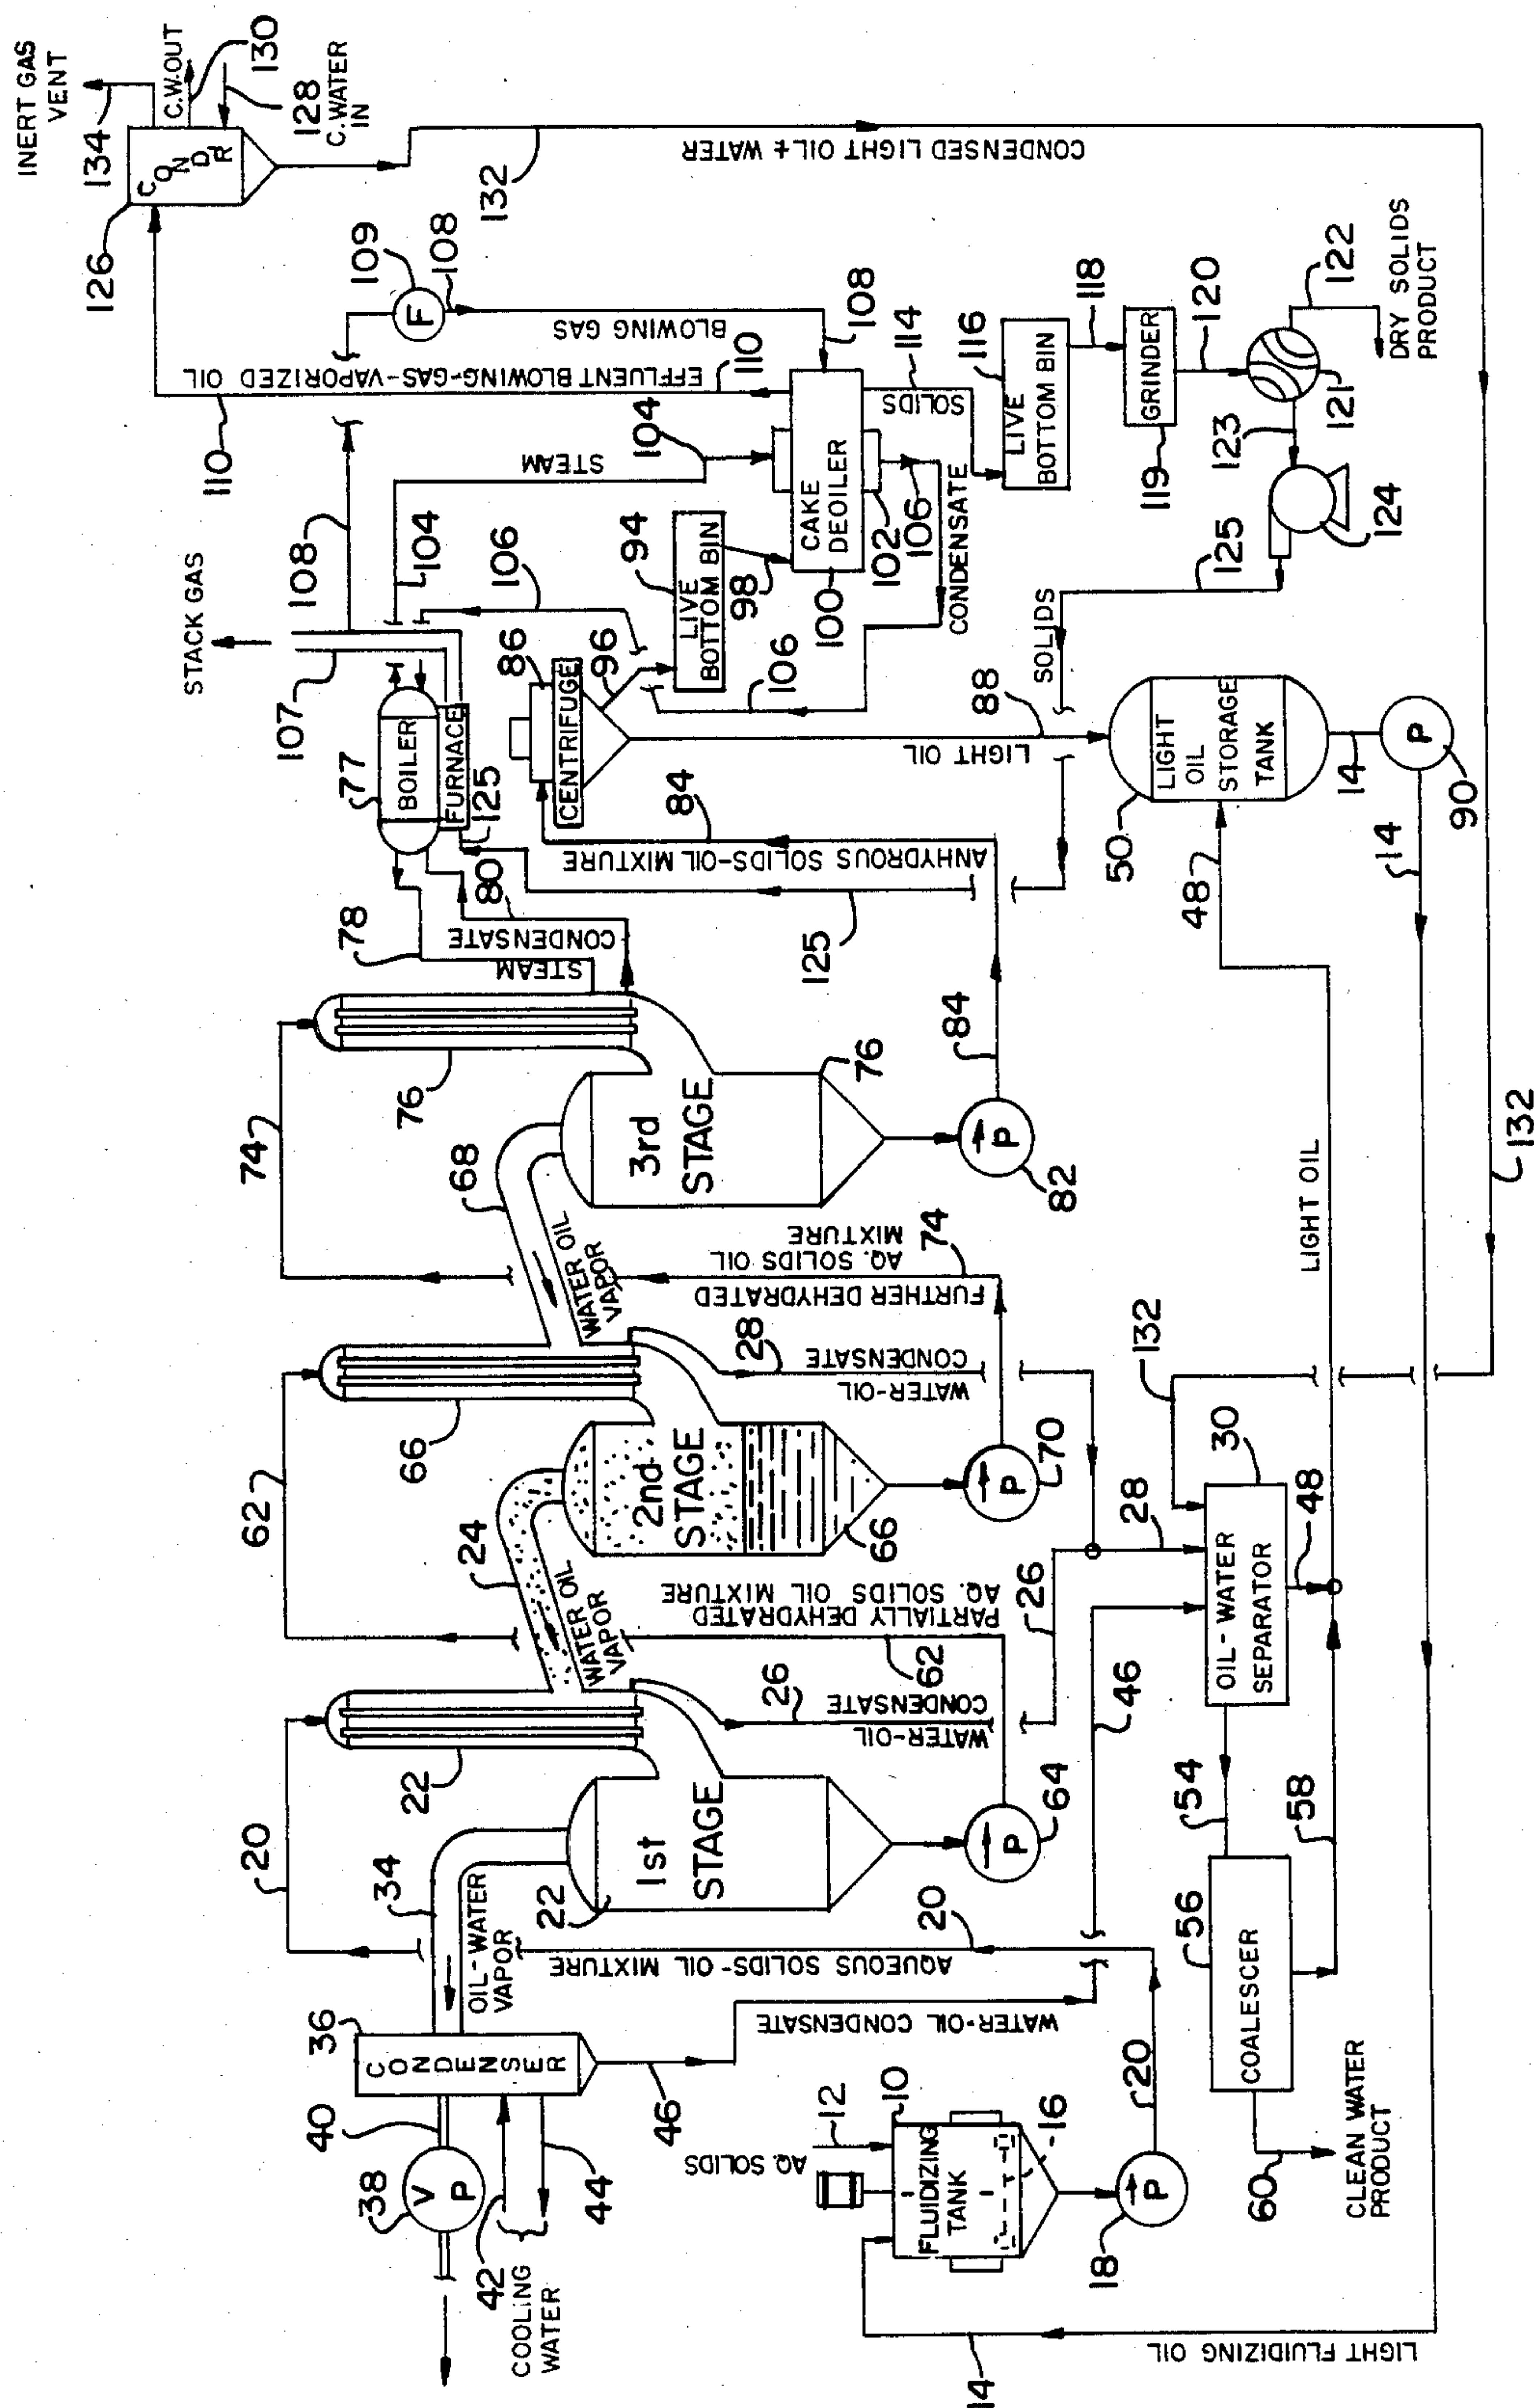 INERT GAS
VENT
134
C.W.OUT
130
128
C.WATER
IN
126
CONDR
132
CONDENSED LIGHT OIL + WATER
110
EFFLUENT BLOWING-GAS-VAPORIZED OIL
110
109
F
108
BLOWING GAS
108
STACK GAS
107
108
STEAM
104
104
106
77
BOILER
FURNACE
125
86
CENTRIFUGE
96
94
LIVE
BOTTOM BIN
98
CAKE
DEOILER
100
102
106
CONDENSATE
106
114
SOLIDS
116
LIVE
BOTTOM BIN
118
GRINDER
119
120
121
122
DRY SOLIDS
PRODUCT
123
124
125
SOLIDS
88
LIGHT OIL
50
LIGHT
OIL
STORAGE
TANK
14
P
90
14
48
84
ANHYDROUS SOLIDS-OIL MIXTURE
125
78
STEAM
80
CONDENSATE
74
76
3rd
STAGE
76
68
WATER OIL
VAPOR
P
82
84
FURTHER DEHYDRATED
AQ. SOLIDS OIL
MIXTURE
74
62
66
2nd
STAGE
66
24
WATER OIL
VAPOR
28
WATER-OIL
CONDENSATE
P
70
PARTIALLY DEHYDRATED
AQ. SOLIDS OIL MIXTURE
62
20
22
1st
STAGE
22
34
OIL-WATER
VAPOR
26
WATER-OIL
CONDENSATE
P
64
26
28
132
30
OIL-WATER
SEPARATOR
48
LIGHT OIL
132
46
54
56
COALESCER
58
60
CLEAN WATER
PRODUCT
AQUEOUS SOLIDS-OIL MIXTURE
20
36
CONDENSER
40
38
V
P
42
44
COOLING
WATER
46
WATER-OIL CONDENSATE
AQ. SOLIDS
12
10
FLUIDIZING
TANK
16
18
P
20
14
LIGHT FLUIDIZING OIL